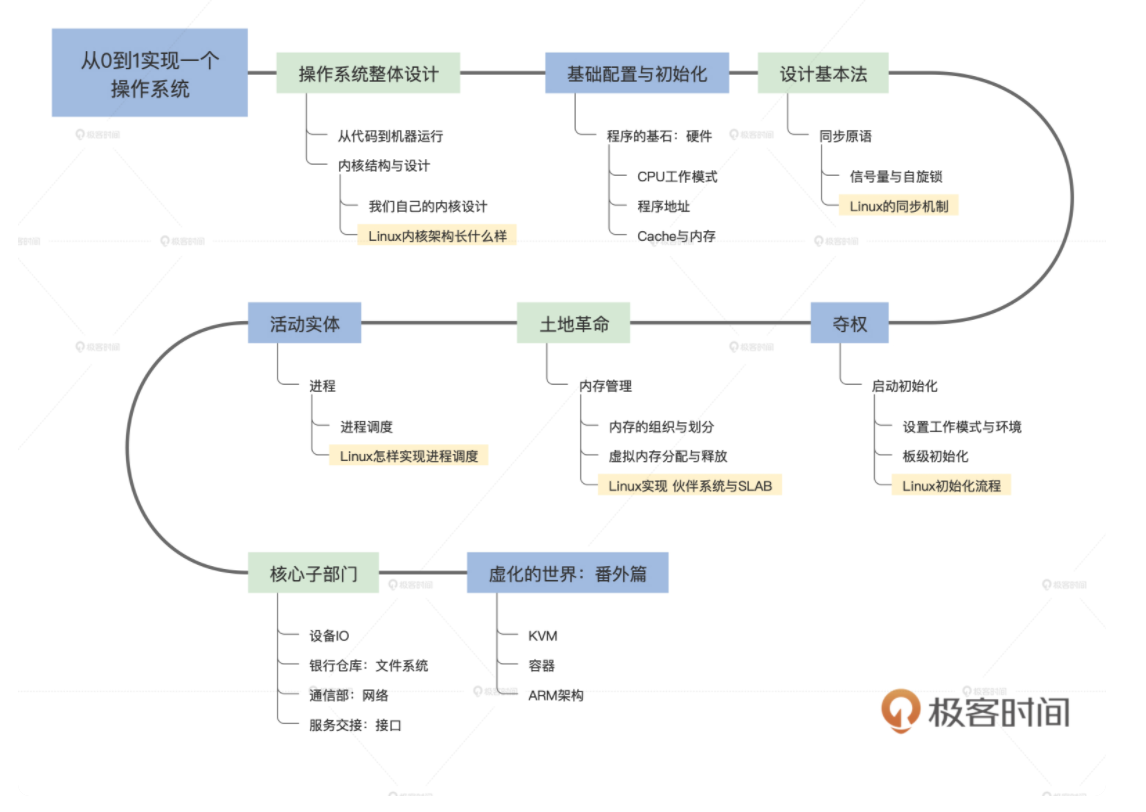 从0到1实现一个
操作系统
操作系统整体设计
从代码到机器运行
内核结构与设计
我们自己的内核设计
Linux内核架构长什么样
基础配置与初始化
程序的基石：硬件
CPU工作模式
程序地址
Cache与内存
设计基本法
同步原语
信号量与自旋锁
Linux的同步机制
夺权
启动初始化
设置工作模式与环境
板级初始化
Linux初始化流程
土地革命
内存管理
内存的组织与划分
虚拟内存分配与释放
Linux实现 伙伴系统与SLAB
活动实体
进程
进程调度
Linux怎样实现进程调度
核心子部门
设备IO
银行仓库：文件系统
通信部：网络
服务交接：接口
虚化的世界：番外篇
KVM
容器
ARM架构
极客时间